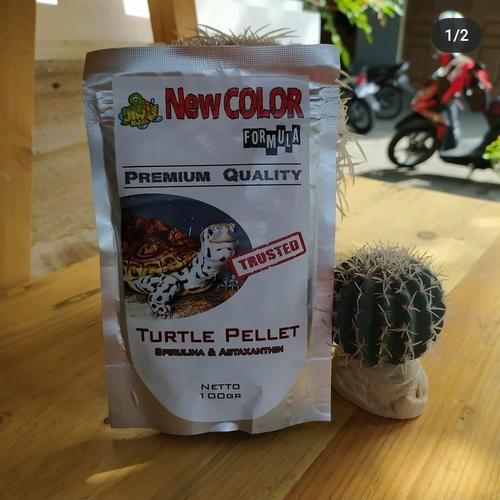 1/2
New COLOR
FORMULA
PREMIUM QUALITY
TRUSTED
TURTLE PELLET
SPIRULINA & ASTAXANTHIN
NETTO
100GR